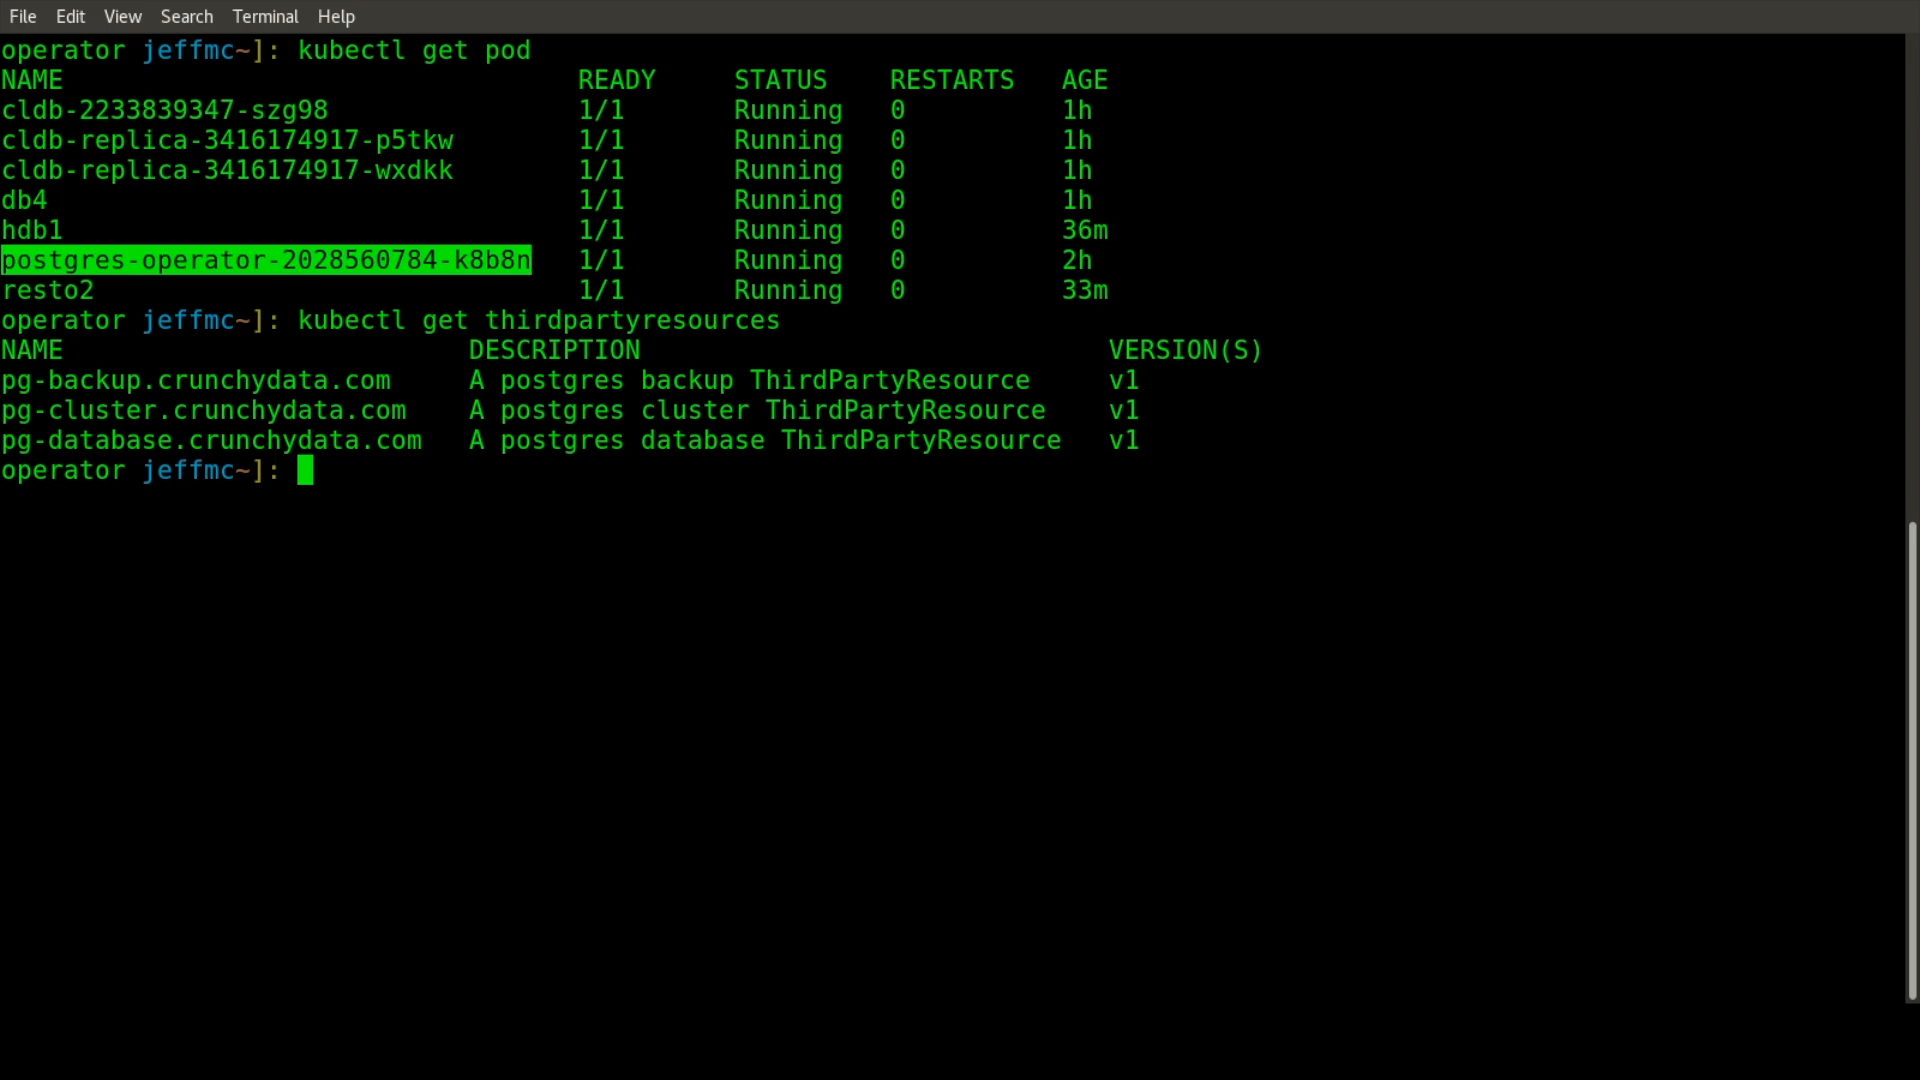 File Edit View Search Terminal Help
operator jeffmc~]: kubectl get pod
NAME READY STATUS RESTARTS AGE
cldb-2233839347-szg98 1/1 Running 0 1h
cldb-replica-3416174917-p5tkw 1/1 Running 0 1h
cldb-replica-3416174917-wxdkk 1/1 Running 0 1h
db4 1/1 Running 0 1h
hdb1 1/1 Running 0 36m
postgres-operator-2028560784-k8b8n 1/1 Running 0 2h
resto2 1/1 Running 0 33m
operator jeffmc~]: kubectl get thirdpartyresources
NAME DESCRIPTION VERSION(S)
pg-backup.crunchydata.com A postgres backup ThirdPartyResource v1
pg-cluster.crunchydata.com A postgres cluster ThirdPartyResource v1
pg-database.crunchydata.com A postgres database ThirdPartyResource v1
operator jeffmc~]: